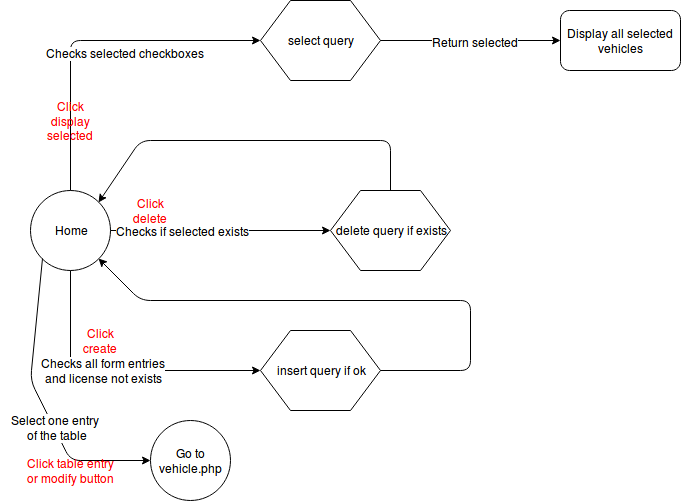 select query
Display all selected
vehicles
Return selected
Checks selected checkboxes
Click
display
selected
Click
delete
Home
Checks if selected exists
delete query if exists
Click
create
Checks all form entries
and license not exists
insert query if ok
Select one entry
of the table
Click table entry
or modify button
Go to
vehicle.php